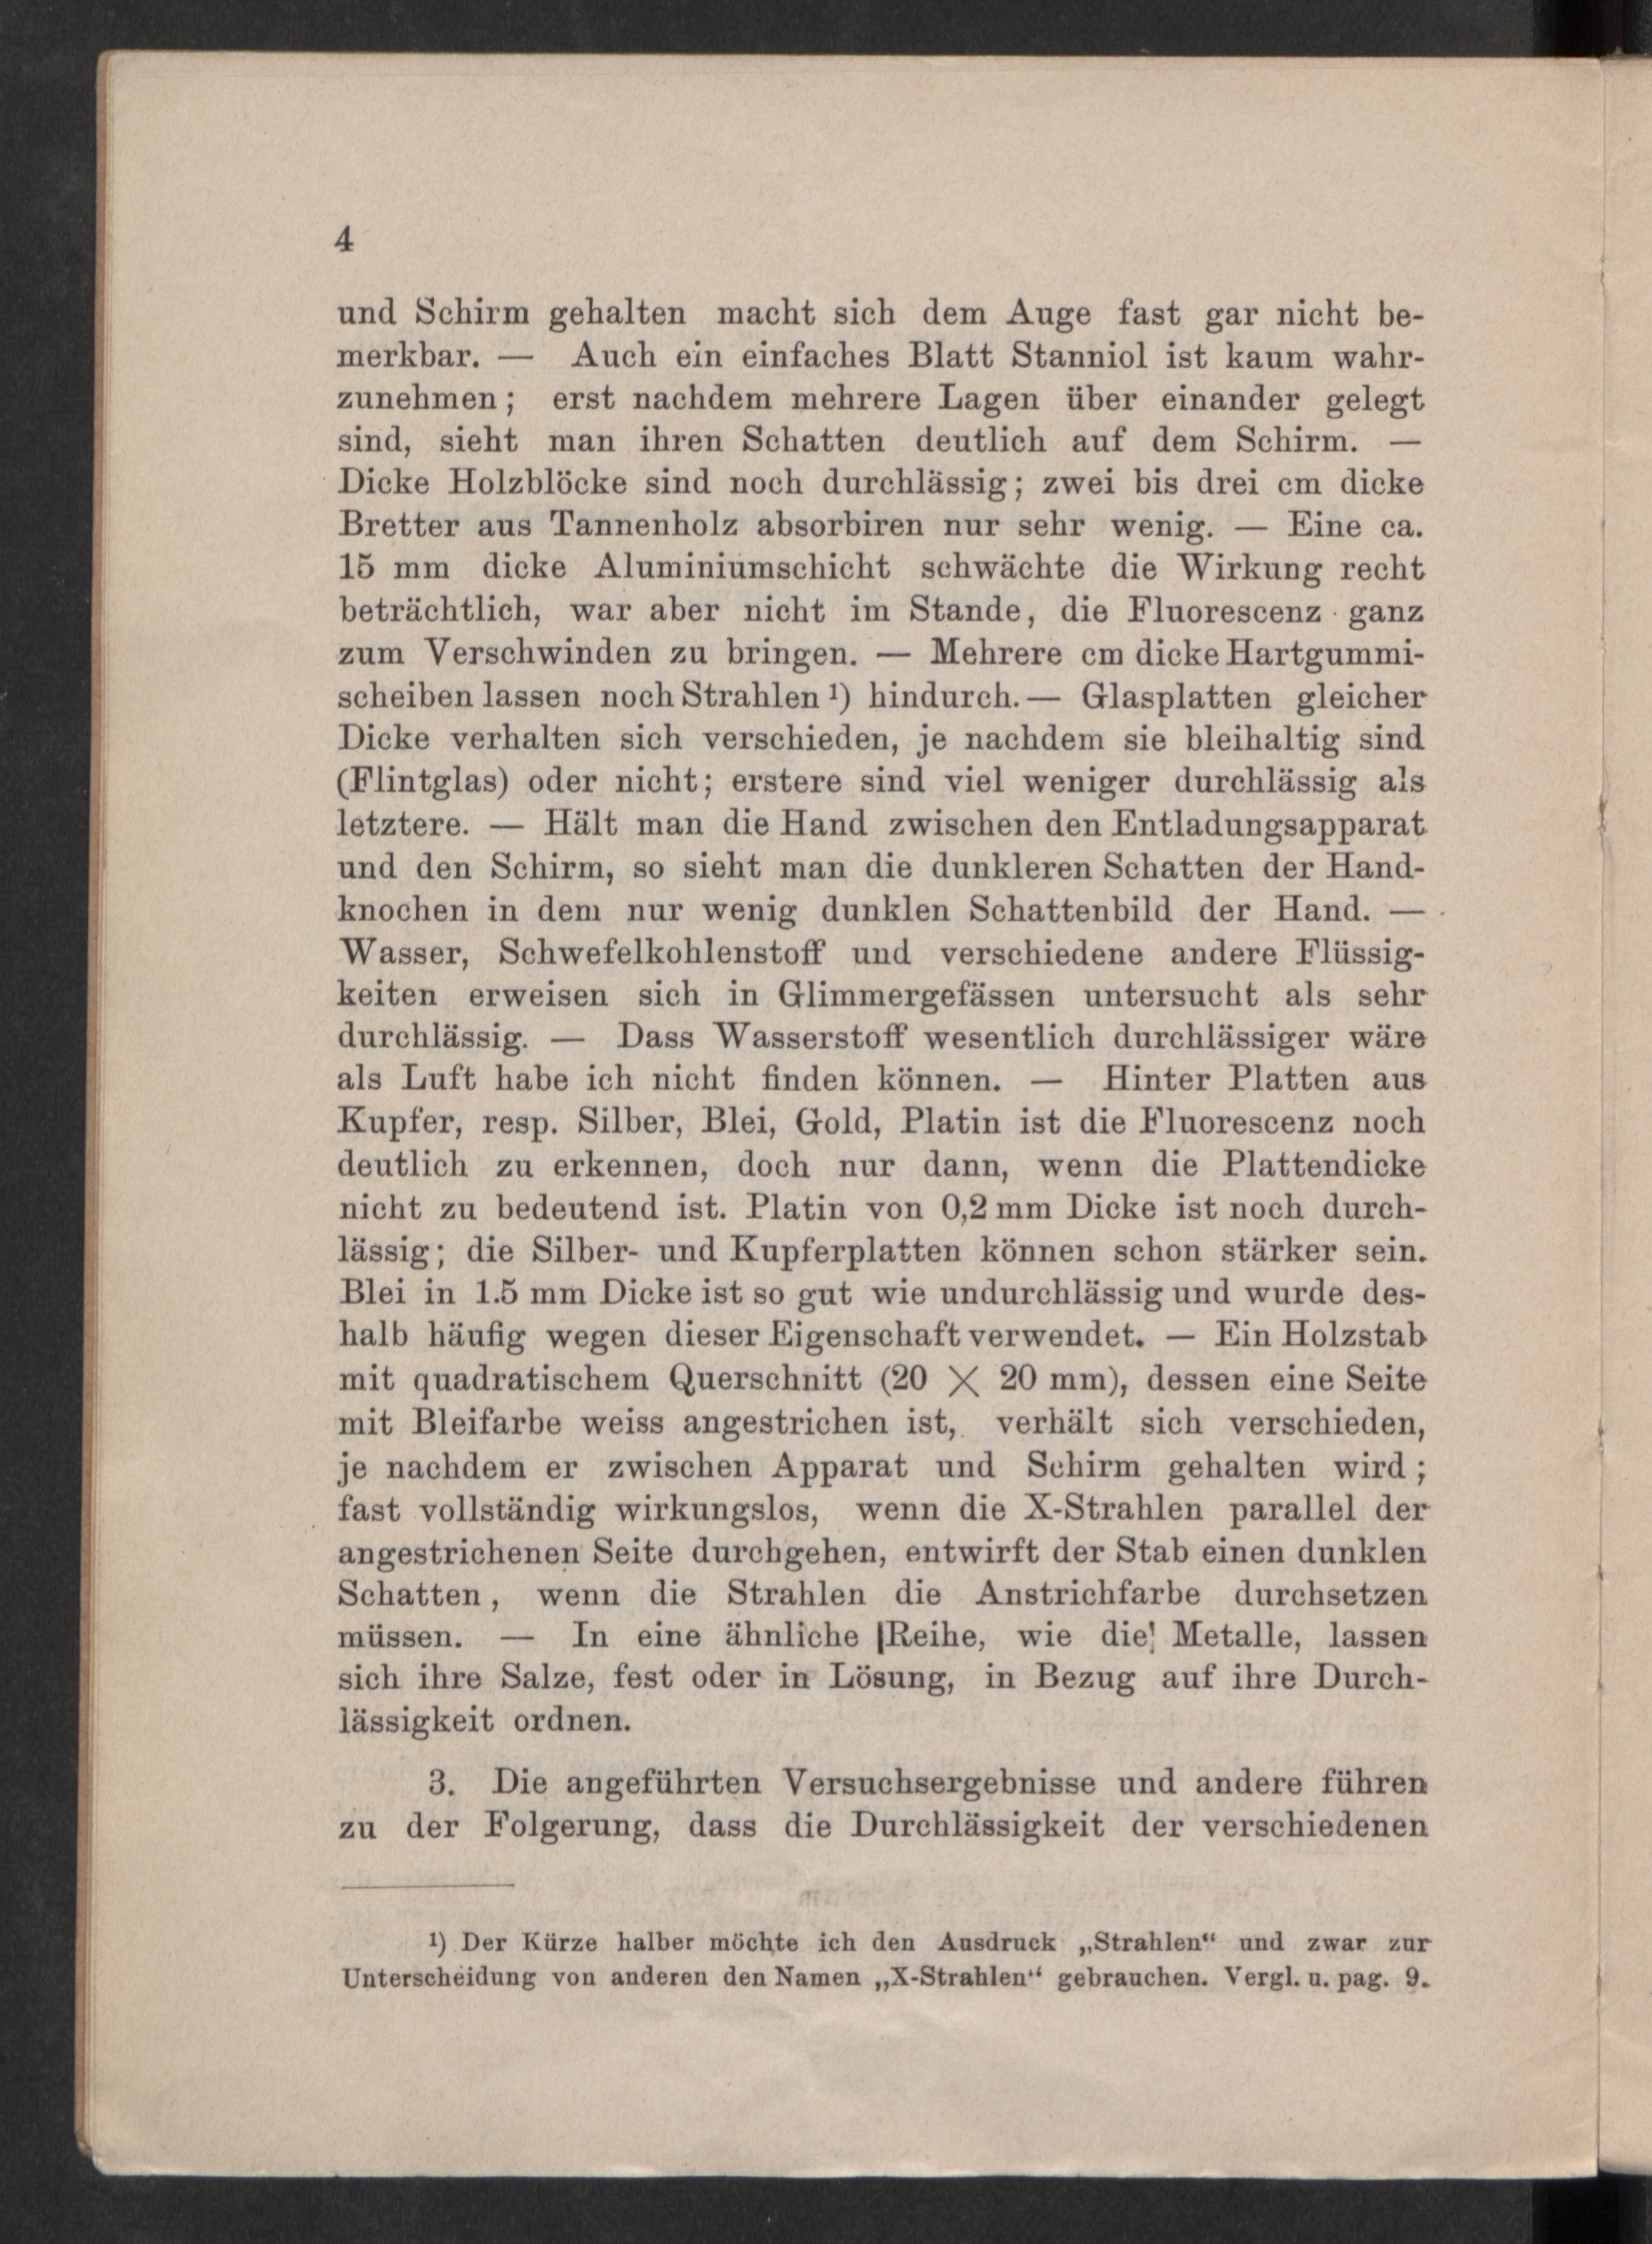 4
und Schirm gehalten macht sich dem Auge fast gar nicht be-
merkbar. — Auch ein einfaches Blatt Stanniol ist kaum wahr-
zunehmen; erst nachdem mehrere Lagen über einander gelegt
sind, sieht man ihren Schatten deutlich auf dem Schirm. —
Dicke Holzblöcke sind noch durchlässig; zwei bis drei cm dicke
Bretter aus Tannenholz absorbiren nur sehr wenig. — Eine ca.
15 mm dicke Aluminiumschicht schwächte die Wirkung recht
beträchtlich, war aber nicht im Stande, die Fluorescenz ganz
zum Verschwinden zu bringen. — Mehrere cm dicke Hartgummi-
scheiben lassen noch Strahlen ¹) hindurch. — Glasplatten gleicher
Dicke verhalten sich verschieden, je nachdem sie bleihaltig sind
(Flintglas) oder nicht; erstere sind viel weniger durchlässig als
letztere. — Hält man die Hand zwischen den Entladungsapparat
und den Schirm, so sieht man die dunkleren Schatten der Hand-
knochen in dem nur wenig dunklen Schattenbild der Hand. —
Wasser, Schwefelkohlenstoff und verschiedene andere Flüssig-
keiten erweisen sich in Glimmergefässen untersucht als sehr
durchlässig. — Dass Wasserstoff wesentlich durchlässiger wäre
als Luft habe ich nicht finden können. — Hinter Platten aus
Kupfer, resp. Silber, Blei, Gold, Platin ist die Fluorescenz noch
deutlich zu erkennen, doch nur dann, wenn die Plattendicke
nicht zu bedeutend ist. Platin von 0,2 mm Dicke ist noch durch-
lässig; die Silber- und Kupferplatten können schon stärker sein.
Blei in 1.5 mm Dicke ist so gut wie undurchlässig und wurde des-
halb häufig wegen dieser Eigenschaft verwendet. — Ein Holzstab
mit quadratischem Querschnitt (20 × 20 mm), dessen eine Seite
mit Bleifarbe weiss angestrichen ist, verhält sich verschieden,
je nachdem er zwischen Apparat und Schirm gehalten wird;
fast vollständig wirkungslos, wenn die X-Strahlen parallel der
angestrichenen Seite durchgehen, entwirft der Stab einen dunklen
Schatten, wenn die Strahlen die Anstrichfarbe durchsetzen
müssen. — In eine ähnliche |Reihe, wie die! Metalle, lassen
sich ihre Salze, fest oder in Lösung, in Bezug auf ihre Durch-
lässigkeit ordnen.
3. Die angeführten Versuchsergebnisse und andere führen
zu der Folgerung, dass die Durchlässigkeit der verschiedenen
¹) Der Kürze halber möchte ich den Ausdruck „Strahlen“ und zwar zur
Unterscheidung von anderen den Namen „X-Strahlen“ gebrauchen. Vergl. u. pag. 9.